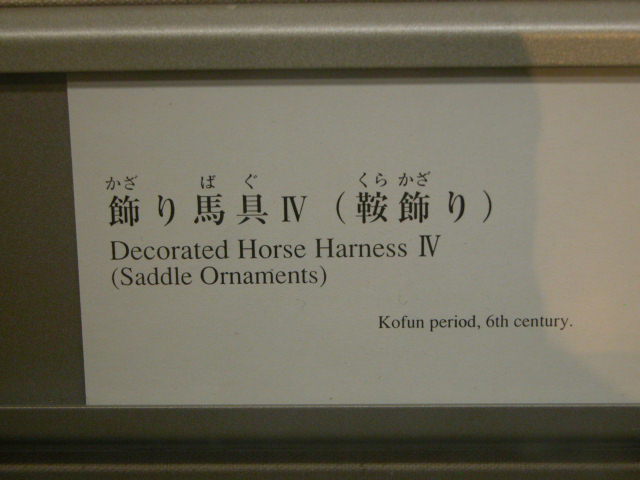 かざ ばぐ くらかざ
飾り馬具Ⅳ（鞍飾り）
Decorated Horse Harness Ⅳ
(Saddle Ornaments)
Kofun period, 6th century.